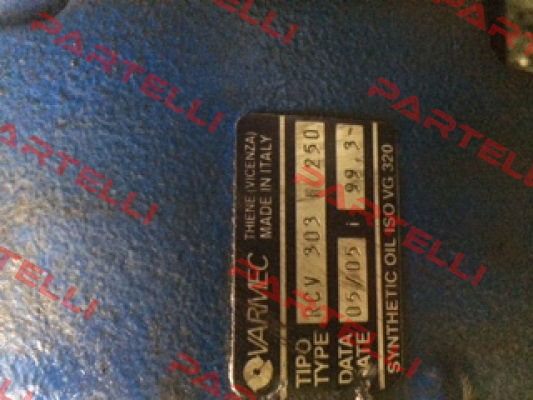 VARMEC
THIENE (VICENZA)
MADE IN ITALY
TIPO
TYPE
RCV 303 F 250
DATA
DATE
05/05 i 99,3
SYNTHETIC OIL ISO VG 320
PARTELLI
PARTELLI
PARTELLI
PARTELLI
PARTELLI
PARTELLI